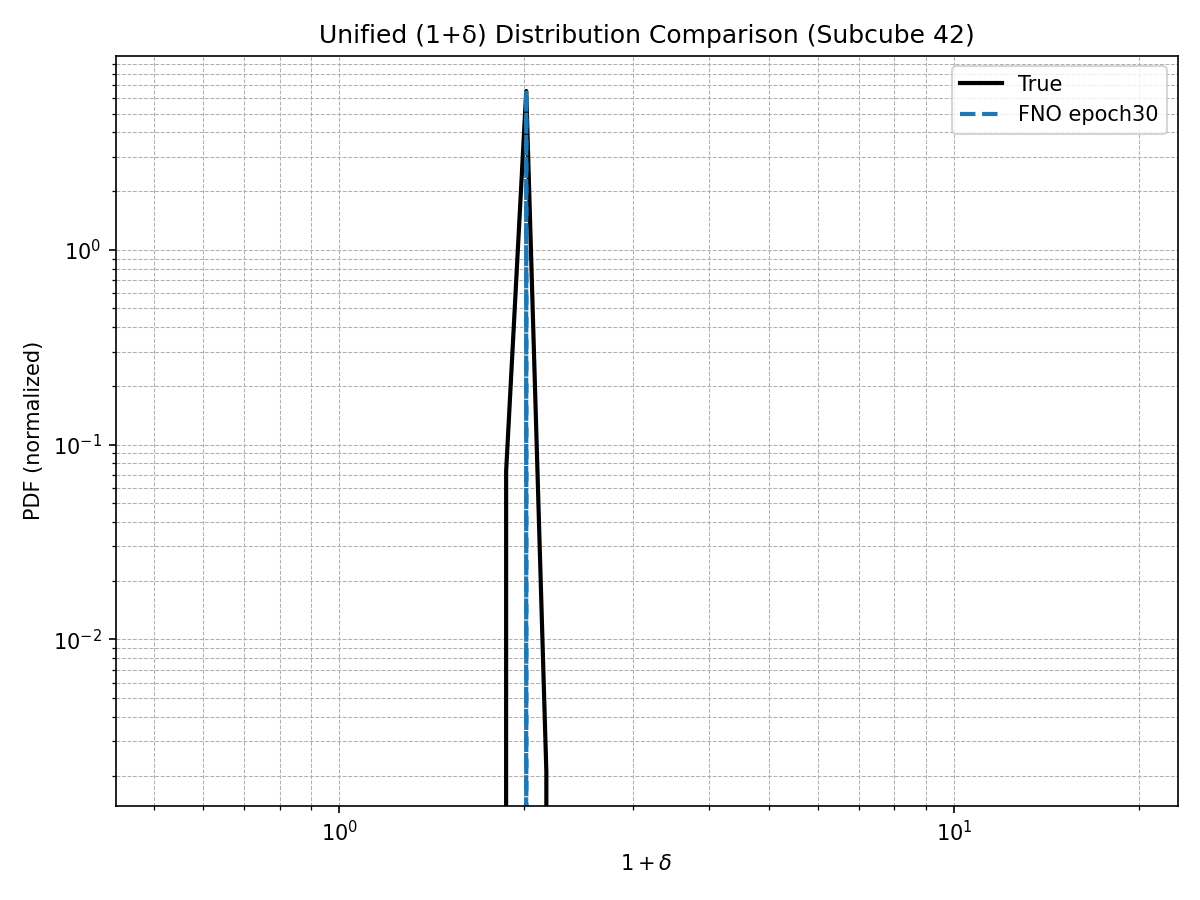 Unified (1+δ) Distribution Comparison (Subcube 42)
True
FNO epoch30
PDF (normalized)
10⁰
10⁻¹
10⁻²
10⁰
10¹
1 + δ